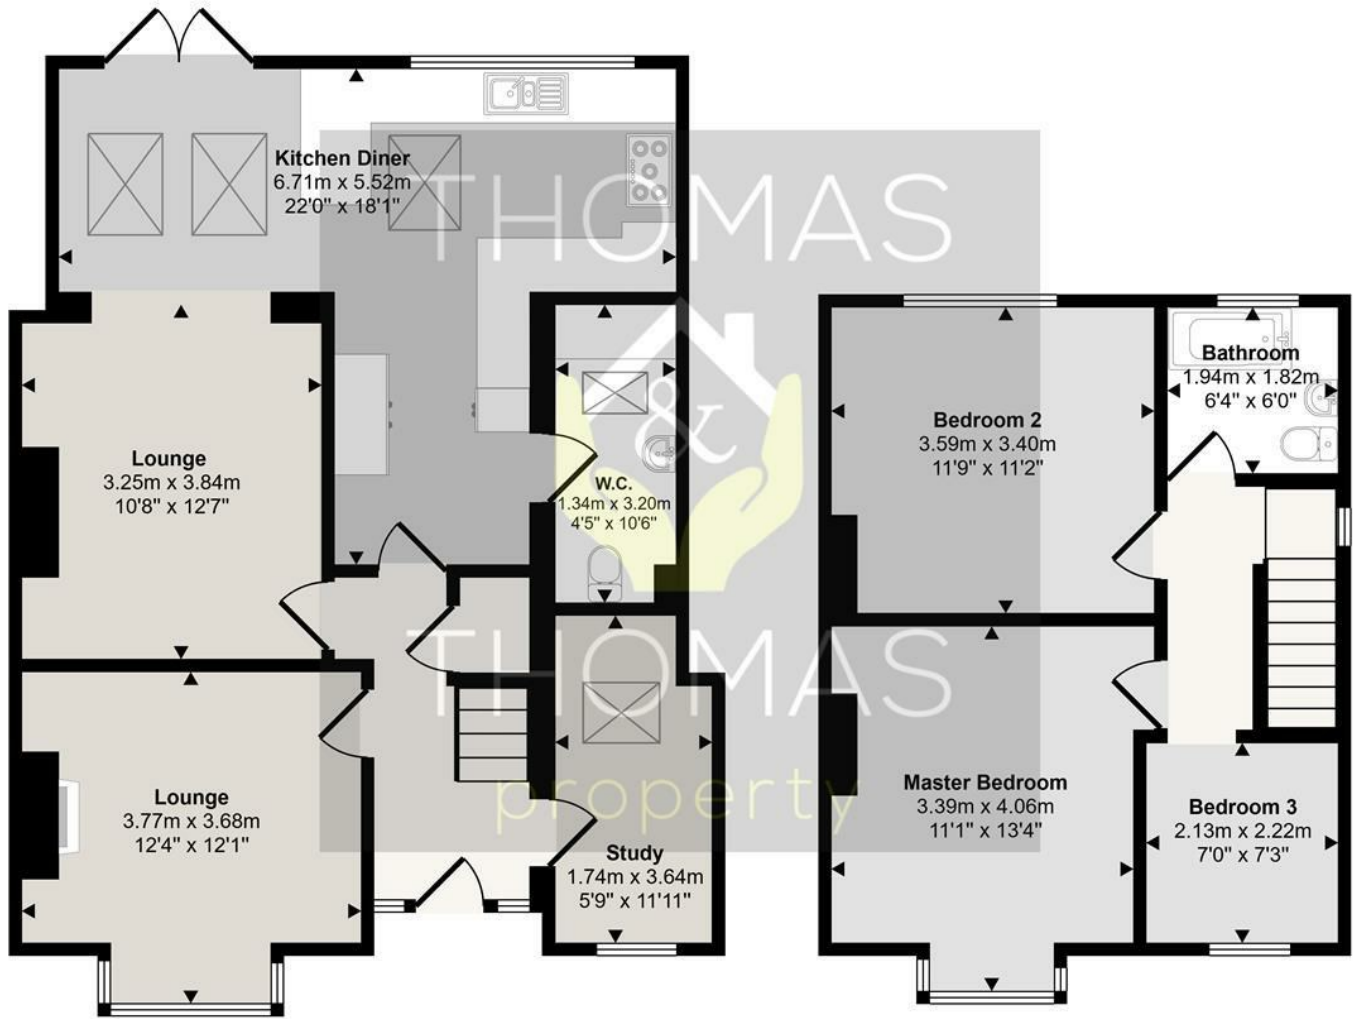 Kitchen Diner
6.71m x 5.52m
22'0" x 18'1"
THOMAS
&
Lounge
3.25m x 3.84m
10'8" x 12'7"
W.C.
1.34m x 3.20m
4'5" x 10'6"
THOMAS
property
Lounge
3.77m x 3.68m
12'4" x 12'1"
Study
1.74m x 3.64m
5'9" x 11'11"
Bedroom 2
3.59m x 3.40m
11'9" x 11'2"
Bathroom
1.94m x 1.82m
6'4" x 6'0"
Master Bedroom
3.39m x 4.06m
11'1" x 13'4"
Bedroom 3
2.13m x 2.22m
7'0" x 7'3"